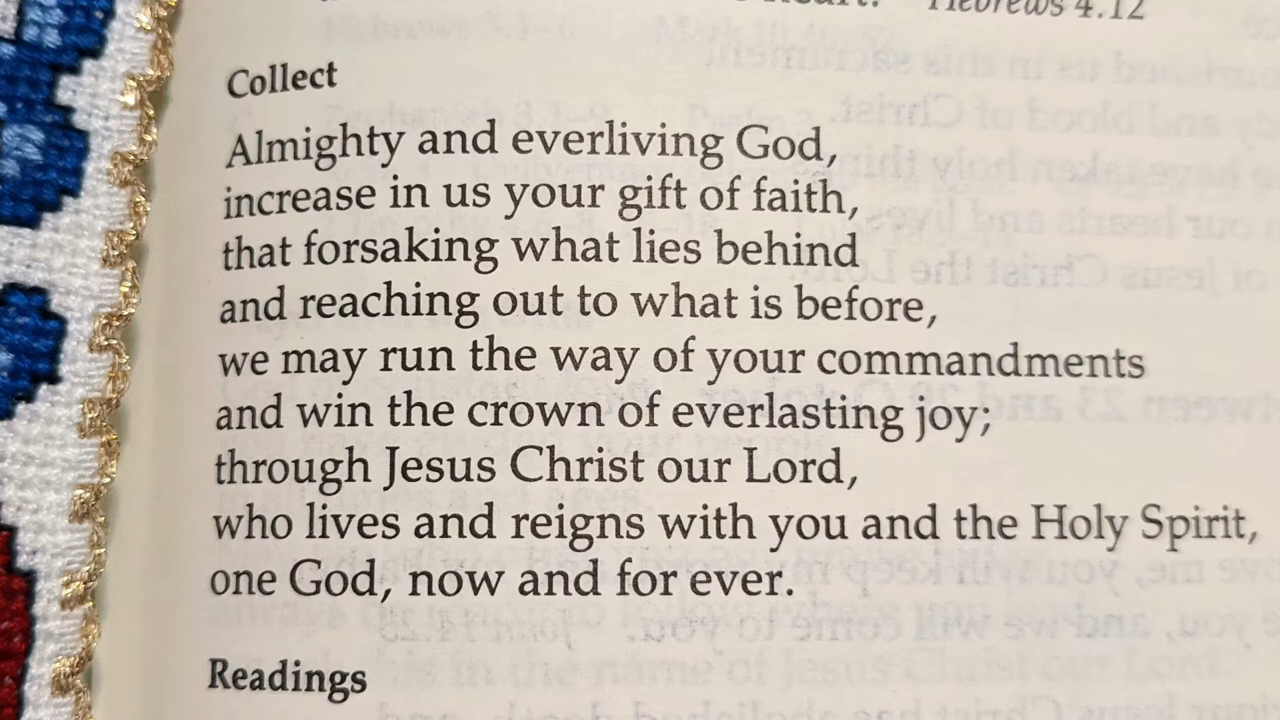 Hebrews 4.12
Collect
Almighty and everliving God,
increase in us your gift of faith,
that forsaking what lies behind
and reaching out to what is before,
we may run the way of your commandments
and win the crown of everlasting joy;
through Jesus Christ our Lord,
who lives and reigns with you and the Holy Spirit,
one God, now and for ever.
Readings